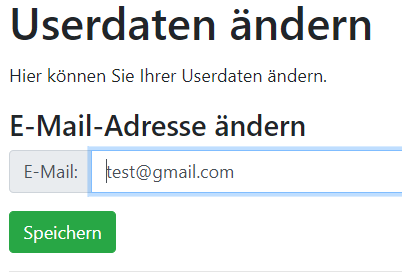 Userdaten ändern
Hier können Sie Ihrer Userdaten ändern.
E-Mail-Adresse ändern
E-Mail: test@gmail.com
Speichern